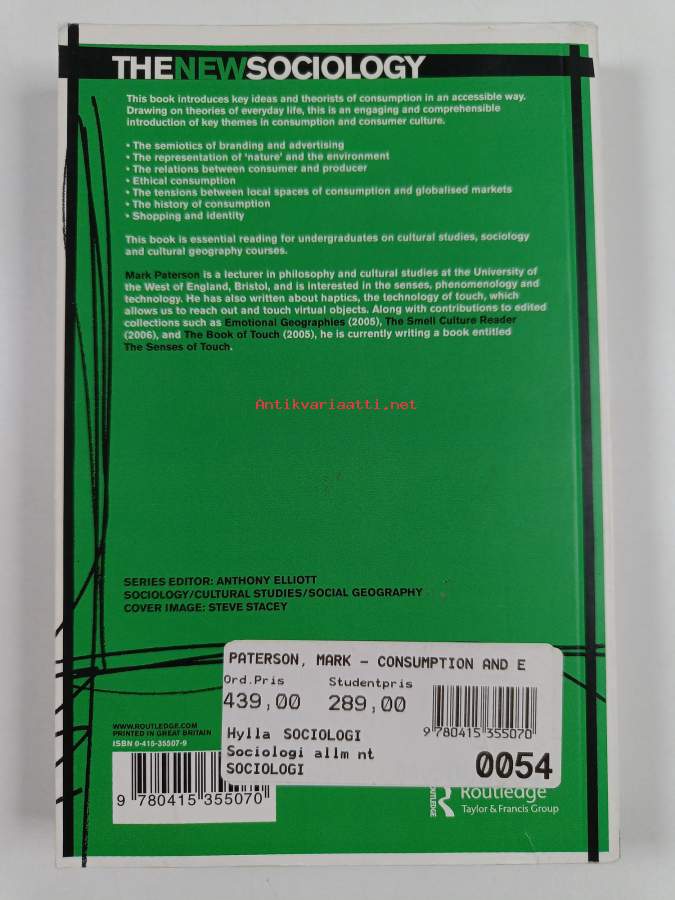 THENEWSOCIOLOGY
This book introduces key ideas and theorists of consumption in an accessible way.
Drawing on theories of everyday life, this is an engaging and comprehensible
introduction of key themes in consumption and consumer culture.
• The semiotics of branding and advertising
• The representation of 'nature' and the environment
• The relations between consumer and producer
• Ethical consumption
• The tensions between local spaces of consumption and globalised markets
• The history of consumption
• Shopping and identity
This book is essential reading for undergraduates on cultural studies, sociology
and cultural geography courses.
Mark Paterson is a lecturer in philosophy and cultural studies at the University of
the West of England, Bristol, and is interested in the senses, phenomenology and
technology. He has also written about haptics, the technology of touch, which
allows us to reach out and touch virtual objects. Along with contributions to edited
collections such as Emotional Geographies (2005), The Smell Culture Reader
(2006), and The Book of Touch (2005), he is currently writing a book entitled
The Senses of Touch.
Antikvariaatti.net
SERIES EDITOR: ANTHONY ELLIOTT
SOCIOLOGY/CULTURAL STUDIES/SOCIAL GEOGRAPHY
COVER IMAGE: STEVE STACEY
PATERSON, MARK – CONSUMPTION AND E
Ord.Pris Studentpris
439,00 289,00
9 780415 355070
Hylla SOCIOLOGI
Sociologi allm nt
SOCIOLOGI
0054
WWW.ROUTLEDGE.COM
PRINTED IN GREAT BRITAIN
ISBN 0-415-35507-9
9 780415 355070
Routledge
Taylor & Francis Group